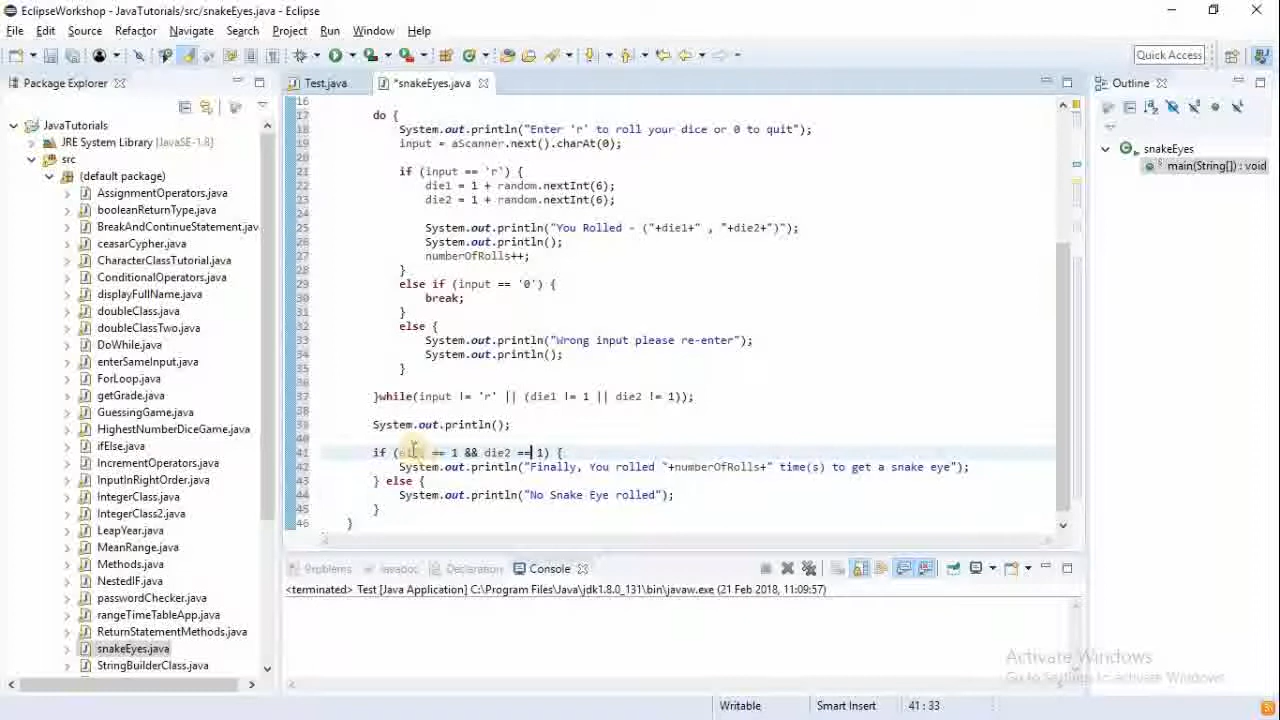 EclipseWorkshop - JavaTutorials/src/snakeEyes.java - Eclipse
File Edit Source Refactor Navigate Search Project Run Window Help
Quick Access
Package Explorer
Test.java
*snakeEyes.java
Outline
JavaTutorials
JRE System Library [JavaSE-1.8]
src
(default package)
AssignmentOperators.java
booleanReturnType.java
BreakAndContinueStatement.java
ceasarCypher.java
CharacterClassTutorial.java
ConditionalOperators.java
displayFullName.java
doubleClass.java
doubleClassTwo.java
DoWhile.java
enterSameInput.java
ForLoop.java
getGrade.java
GuessingGame.java
HighestNumberDiceGame.java
ifElse.java
IncrementOperators.java
InputInRightOrder.java
IntegerClass.java
IntegerClass2.java
LeapYear.java
MeanRange.java
Methods.java
NestedIF.java
passwordChecker.java
rangeTimeTableApp.java
ReturnStatementMethods.java
snakeEyes.java
StringBuilderClass.java
16
17 do {
18 System.out.println("Enter 'r' to roll your dice or 0 to quit");
19 input = aScanner.next().charAt(0);
20
21 if (input == 'r') {
22 die1 = 1 + random.nextInt(6);
23 die2 = 1 + random.nextInt(6);
24
25 System.out.println("You Rolled - ("+die1+" , "+die2+")");
26 System.out.println();
27 numberOfRolls++;
28 }
29 else if (input == '0') {
30 break;
31 }
32 else {
33 System.out.println("Wrong input please re-enter");
34 System.out.println();
35 }
36
37 }while(input != 'r' || (die1 != 1 || die2 != 1));
38
39 System.out.println();
40
41 if ( == 1 && die2 == 1) {
42 System.out.println("Finally, You rolled "+numberOfRolls+" time(s) to get a snake eye");
43 } else {
44 System.out.println("No Snake Eye rolled");
45 }
46 }
snakeEyes
main(String[]) : void
Problems Javadoc Declaration Console
<terminated> Test [Java Application] C:\Program Files\Java\jdk1.8.0_131\bin\javaw.exe (21 Feb 2018, 11:09:57)
Activate Windows
Go to Settings to activate Windows.
Writable Smart Insert 41 : 33